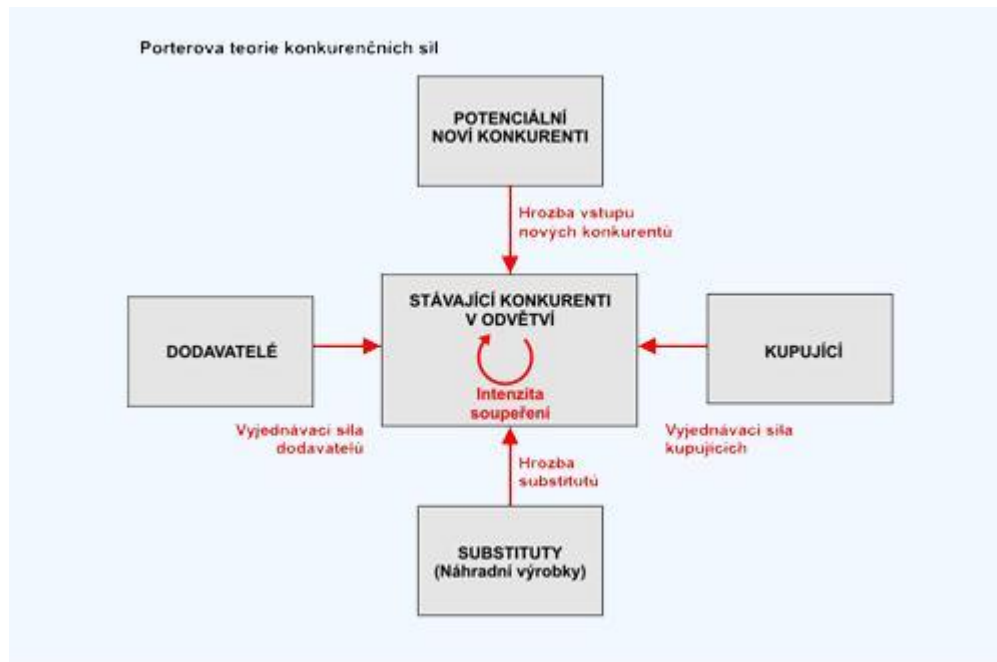 Porterova teorie konkurenčních sil
POTENCIÁLNÍ
NOVÍ KONKURENTI
Hrozba vstupu
nových konkurentů
STÁVAJÍCÍ KONKURENTI
V ODVĚTVÍ
Intenzita
soupeření
DODAVATELÉ
KUPUJÍCÍ
Vyjednávací síla
dodavatelů
Vyjednávací síla
kupujících
Hrozba
substitutů
SUBSTITUTY
(Náhradní výrobky)